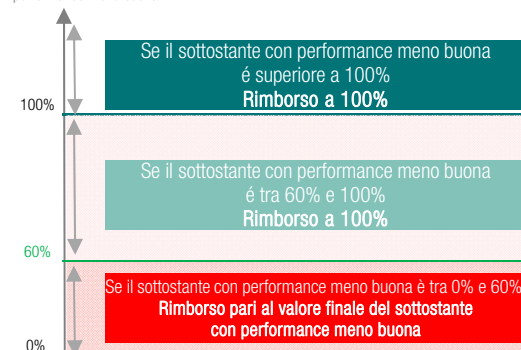 Se il sottostante con performance meno buona
é superiore a 100%
Rimborso a 100%
100%
Se il sottostante con performance meno buona
é tra 60% e 100%
Rimborso a 100%
60%
Se il sottostante con performance meno buona è tra 0% e 60%
Rimborso pari al valore finale del sottostante
con performance meno buona
0%